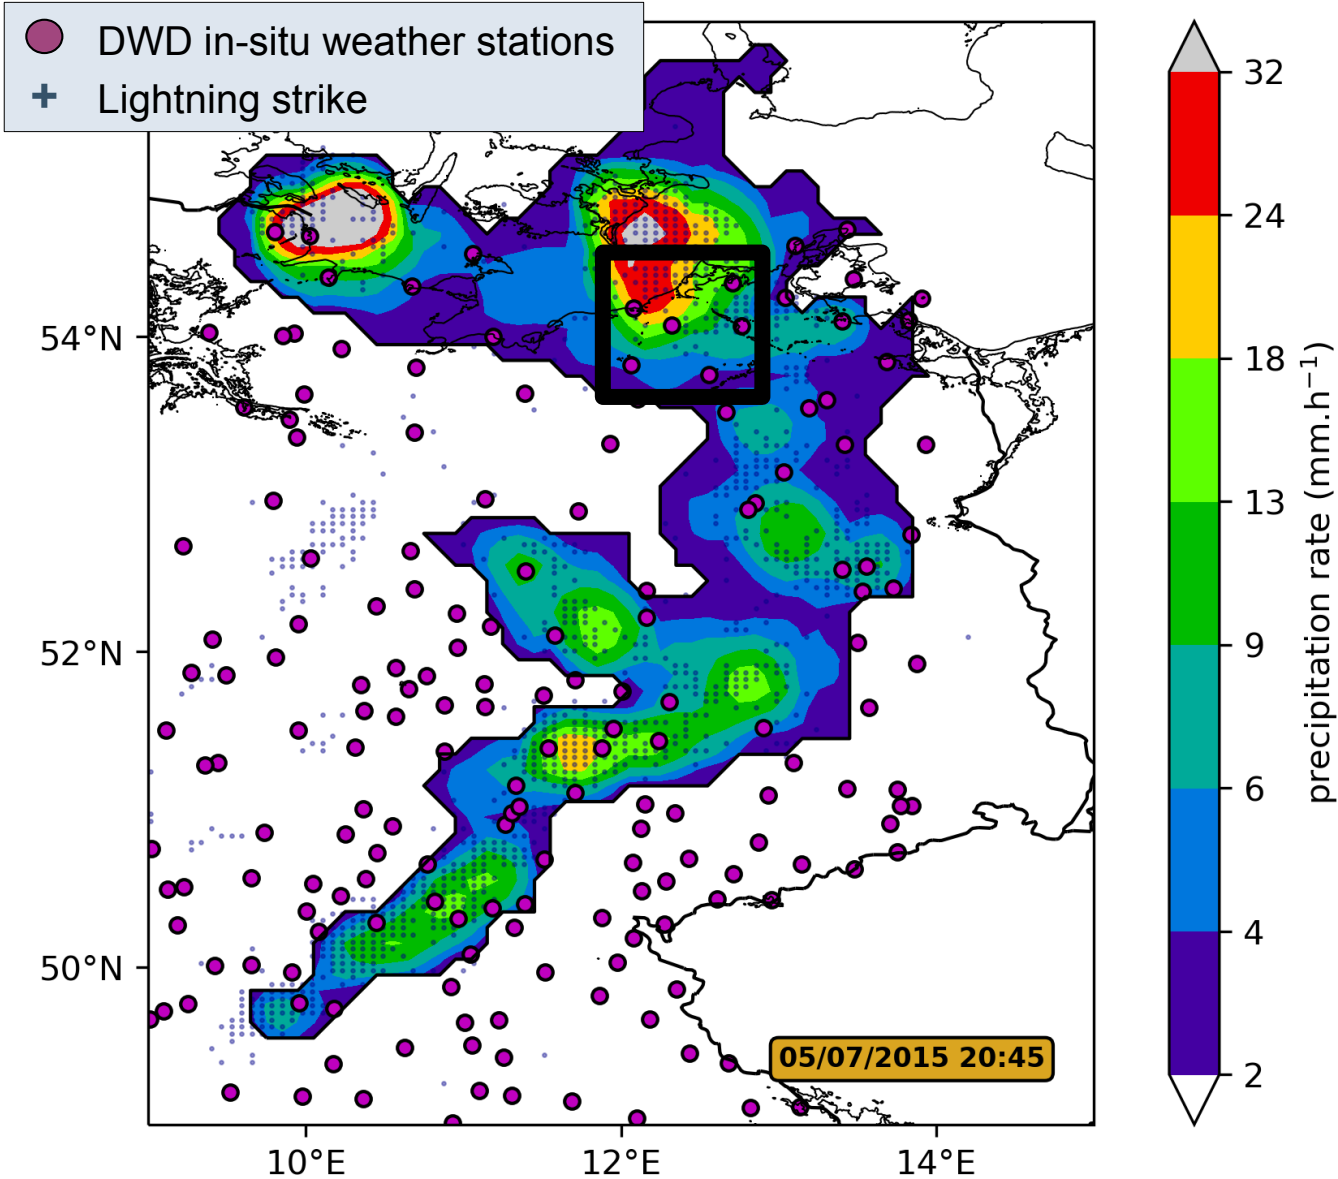 DWD in-situ weather stations
Lightning strike
54°N
52°N
50°N
10°E
12°E
14°E
05/07/2015 20:45
32
24
18
13
9
6
4
2
precipitation rate (mm.h⁻¹)